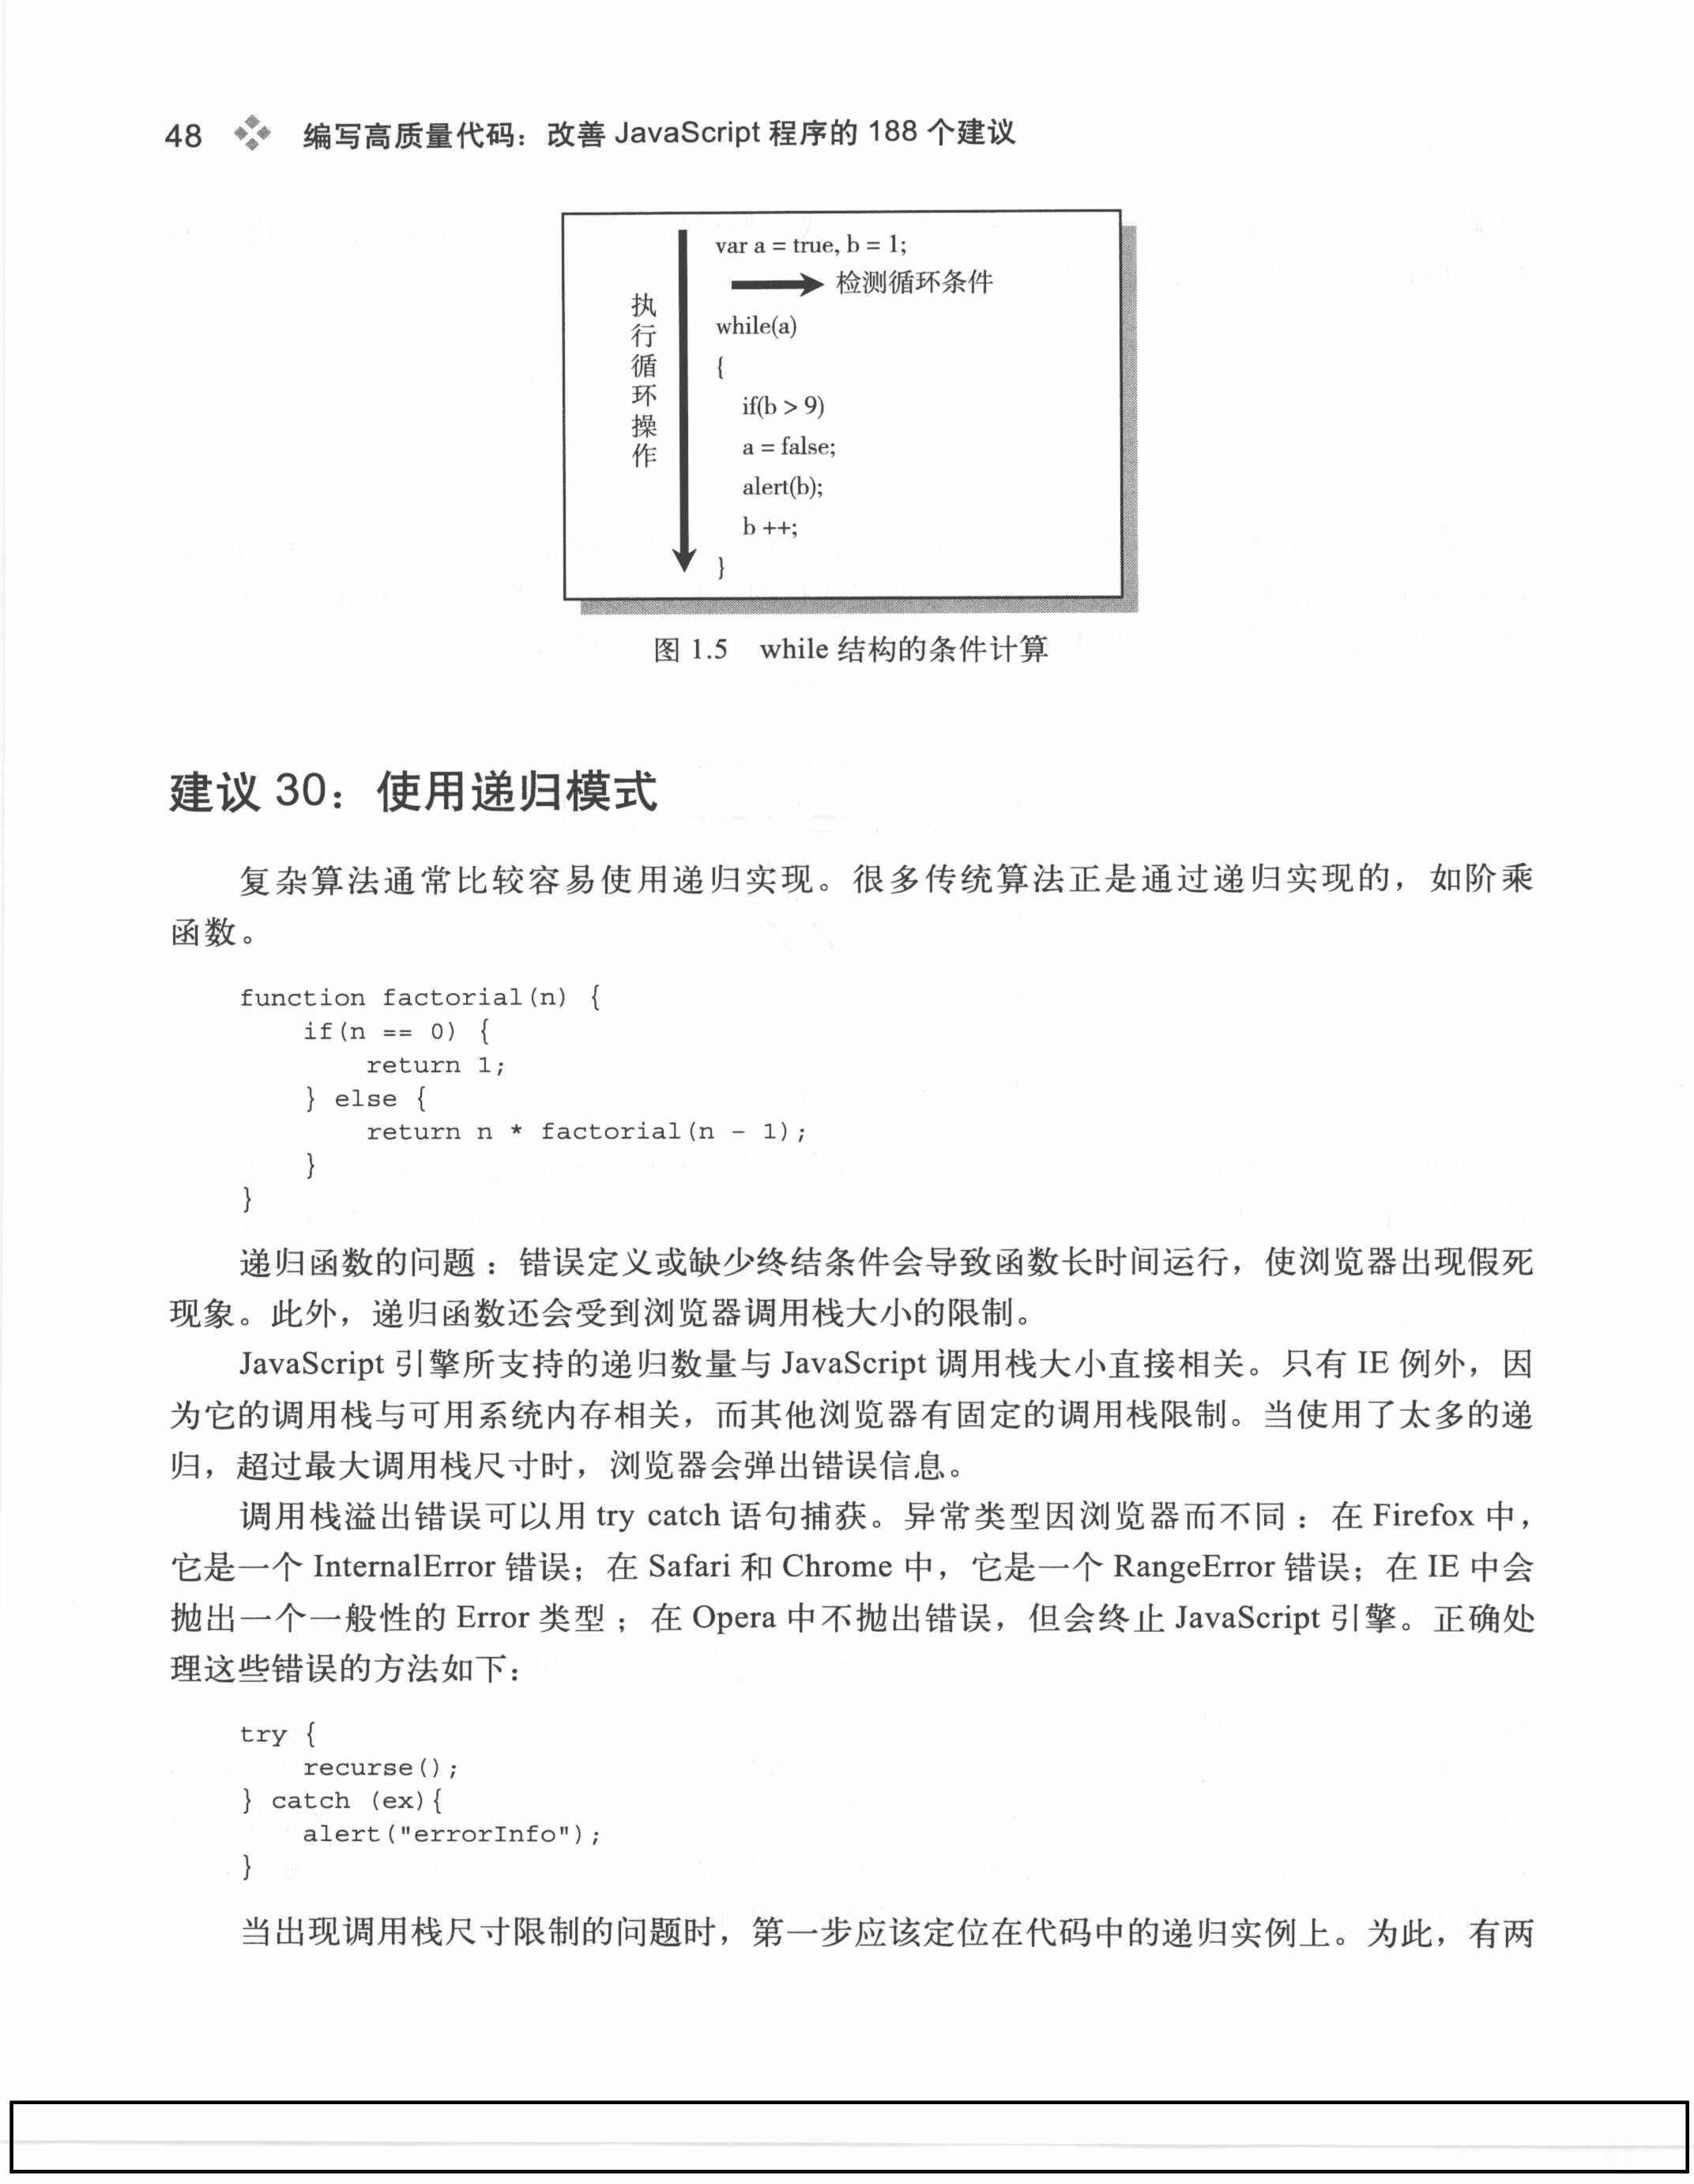 48 编写高质量代码：改善 JavaScript 程序的 188 个建议
var a = true, b = 1;
检测循环条件
while(a)
{
if(b > 9)
a = false;
alert(b);
b ++;
}
执行循环操作
图 1.5 while 结构的条件计算
建议 30：使用递归模式
复杂算法通常比较容易使用递归实现。很多传统算法正是通过递归实现的，如阶乘
函数。
function factorial(n) {
if(n == 0) {
return 1;
} else {
return n * factorial(n - 1);
}
}
递归函数的问题：错误定义或缺少终结条件会导致函数长时间运行，使浏览器出现假死
现象。此外，递归函数还会受到浏览器调用栈大小的限制。
JavaScript 引擎所支持的递归数量与 JavaScript 调用栈大小直接相关。只有 IE 例外，因
为它的调用栈与可用系统内存相关，而其他浏览器有固定的调用栈限制。当使用了太多的递
归，超过最大调用栈尺寸时，浏览器会弹出错误信息。
调用栈溢出错误可以用 try catch 语句捕获。异常类型因浏览器而不同：在 Firefox 中，
它是一个 InternalError 错误；在 Safari 和 Chrome 中，它是一个 RangeError 错误；在 IE 中会
抛出一个一般性的 Error 类型；在 Opera 中不抛出错误，但会终止 JavaScript 引擎。正确处
理这些错误的方法如下：
try {
recurse();
} catch (ex){
alert("errorInfo");
}
当出现调用栈尺寸限制的问题时，第一步应该定位在代码中的递归实例上。为此，有两